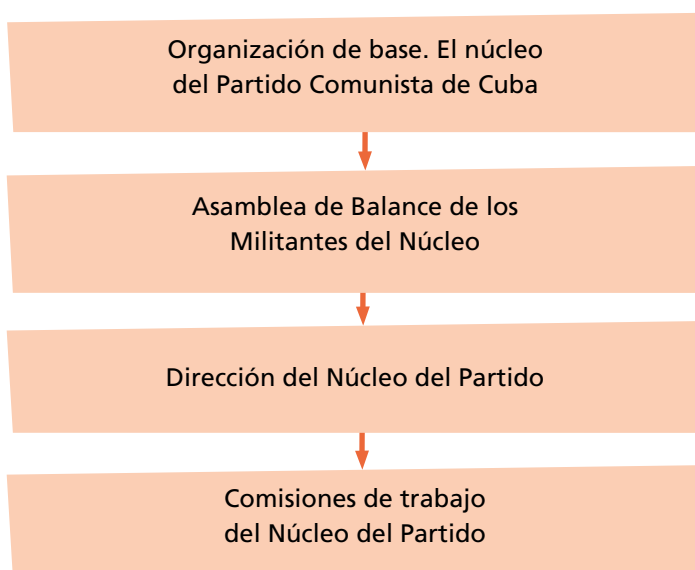 Organización de base. El núcleo
del Partido Comunista de Cuba
Asamblea de Balance de los
Militantes del Núcleo
Dirección del Núcleo del Partido
Comisiones de trabajo
del Núcleo del Partido